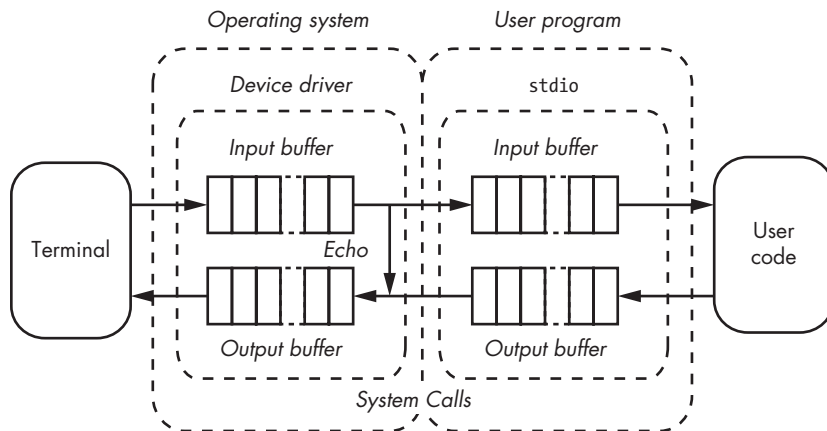 Operating system
User program
Device driver
stdio
Input buffer
Input buffer
Terminal
Echo
User
code
Output buffer
Output buffer
System Calls